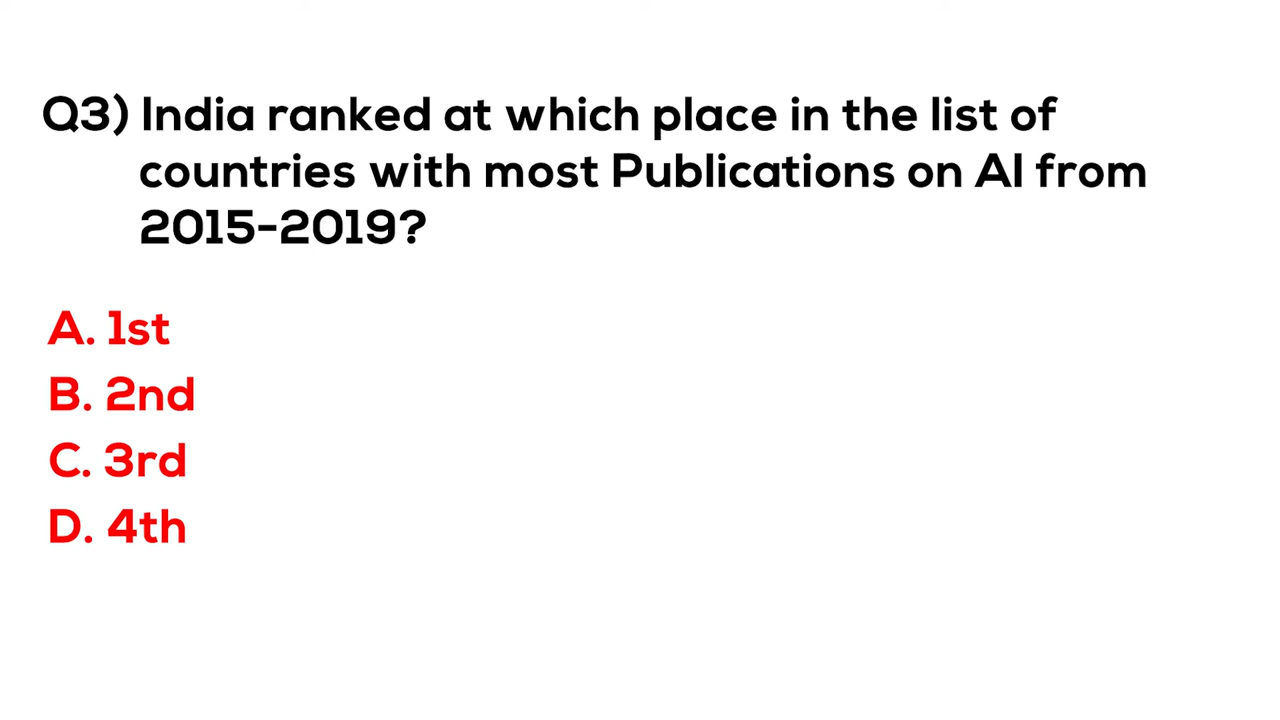 Q3) India ranked at which place in the list of
countries with most Publications on AI from
2015-2019?
A. 1st
B. 2nd
C. 3rd
D. 4th